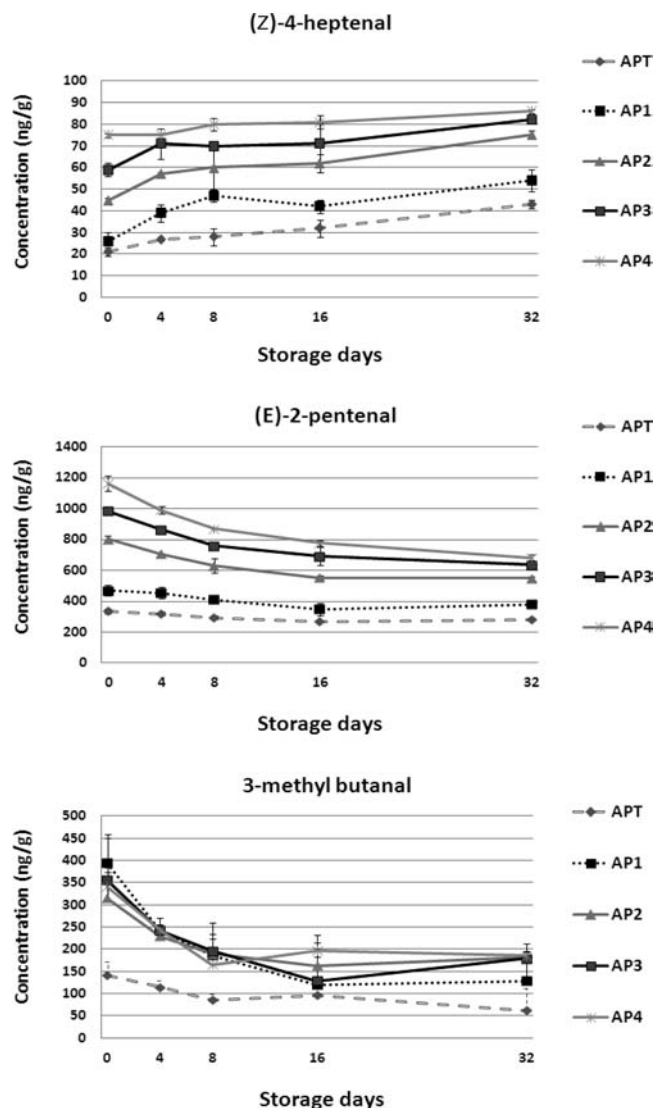 (Z)-4-heptenal
Concentration (ng/g)
100
90
80
70
60
50
40
30
20
10
0
0 4 8 16 32
Storage days
APT
AP1
AP2
AP3
AP4
(E)-2-pentenal
Concentration (ng/g)
1400
1200
1000
800
600
400
200
0
0 4 8 16 32
Storage days
APT
AP1
AP2
AP3
AP4
3-methyl butanal
Concentration (ng/g)
500
450
400
350
300
250
200
150
100
50
0
0 4 8 16 32
Storage days
APT
AP1
AP2
AP3
AP4